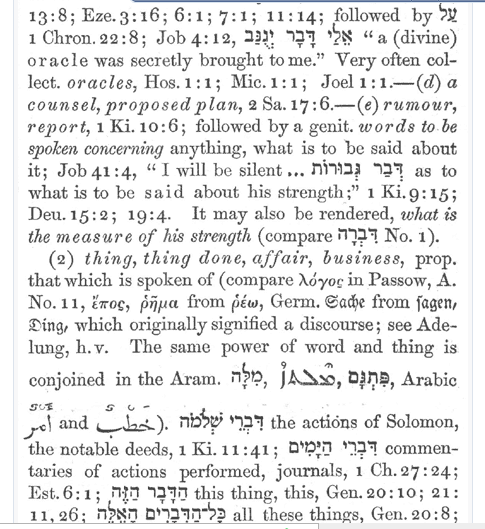 13:8; Eze. 3:16; 6:1; 7:1; 11:14; followed by עַל
1 Chron. 22:8; Job 4:12, אֵלַי דָּבָר יְגֻנָּב “a (divine)
oracle was secretly brought to me.” Very often col-
lect. oracles, Hos. 1:1; Mic. 1:1; Joel 1:1.—(d) a
counsel, proposed plan, 2 Sa. 17:6.—(e) rumour,
report, 1 Ki. 10:6; followed by a genit. words to be
spoken concerning anything, what is to be said about
it; Job 41:4, “I will be silent ... דְּבַר גְּבוּרוֹת as to
what is to be said about his strength;” 1 Ki. 9:15;
Deu. 15:2; 19:4. It may also be rendered, what is
the measure of his strength (compare דִּבְרָה No. 1).
(2) thing, thing done, affair, business, prop.
that which is spoken of (compare λόγος in Passow, A.
No. 11, ἔπος, ῥῆμα from ῥέω, Germ. Sache from sagen,
Ding, which originally signified a discourse; see Ade-
lung, h.v. The same power of word and thing is
conjoined in the Aram. מִלָּה, פִּתְגָּם, Arabic
أمر and خطب). דִּבְרֵי שְׁלֹמֹה the actions of Solomon,
the notable deeds, 1 Ki. 11:41; דִּבְרֵי הַיָּמִים commen-
taries of actions performed, journals, 1 Ch. 27:24;
Est. 6:1; הַדָּבָר הַזֶּה this thing, this, Gen. 20:10; 21:
11, 26; כָּל־הַדְּבָרִים הָאֵלֶּה all these things, Gen. 20:8;